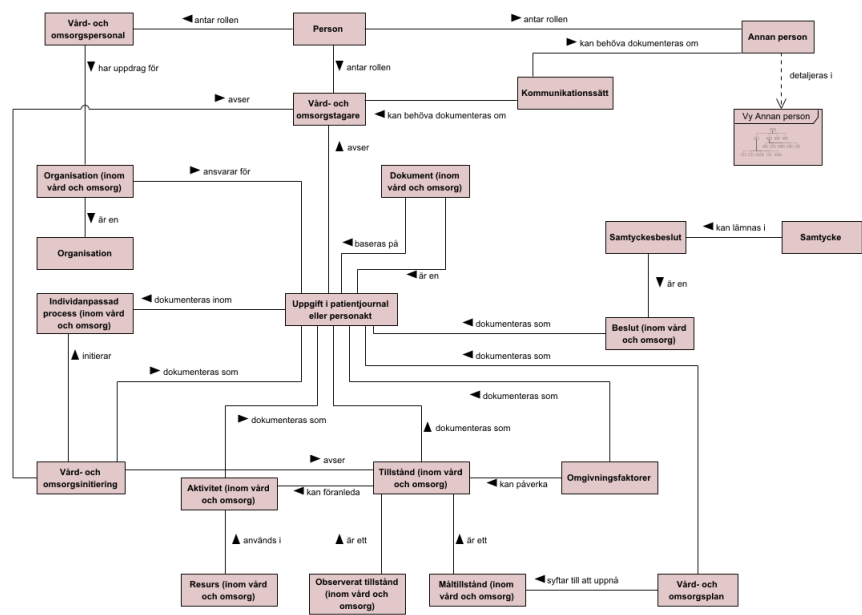 Vård- och
omsorgspersonal
antar rollen
Person
antar rollen
Annan person
har uppdrag för
antar rollen
kan behöva dokumenteras om
detaljeras i
avser
Vård- och
omsorgstagare
Kommunikationssätt
kan behöva dokumenteras om
Vy Annan person
avser
Organisation (inom
vård och omsorg)
ansvarar för
Dokument (inom
vård och omsorg)
är en
Organisation
baseras på
är en
Samtyckesbeslut
kan lämnas i
Samtycke
är en
Individanpassad
process (inom vård
och omsorg)
dokumenteras inom
Uppgift i patientjournal
eller personakt
dokumenteras som
Beslut (inom vård
och omsorg)
initierar
dokumenteras som
dokumenteras som
dokumenteras som
dokumenteras som
dokumenteras som
Vård- och
omsorgsinitiering
avser
Aktivitet (inom vård
och omsorg)
kan föranleda
Tillstånd (inom vård
och omsorg)
kan påverka
Omgivningsfaktorer
används i
är ett
är ett
Resurs (inom vård
och omsorg)
Observerat tillstånd
(inom vård och
omsorg)
Måltillstånd (inom
vård och omsorg)
syftar till att uppnå
Vård- och
omsorgsplan